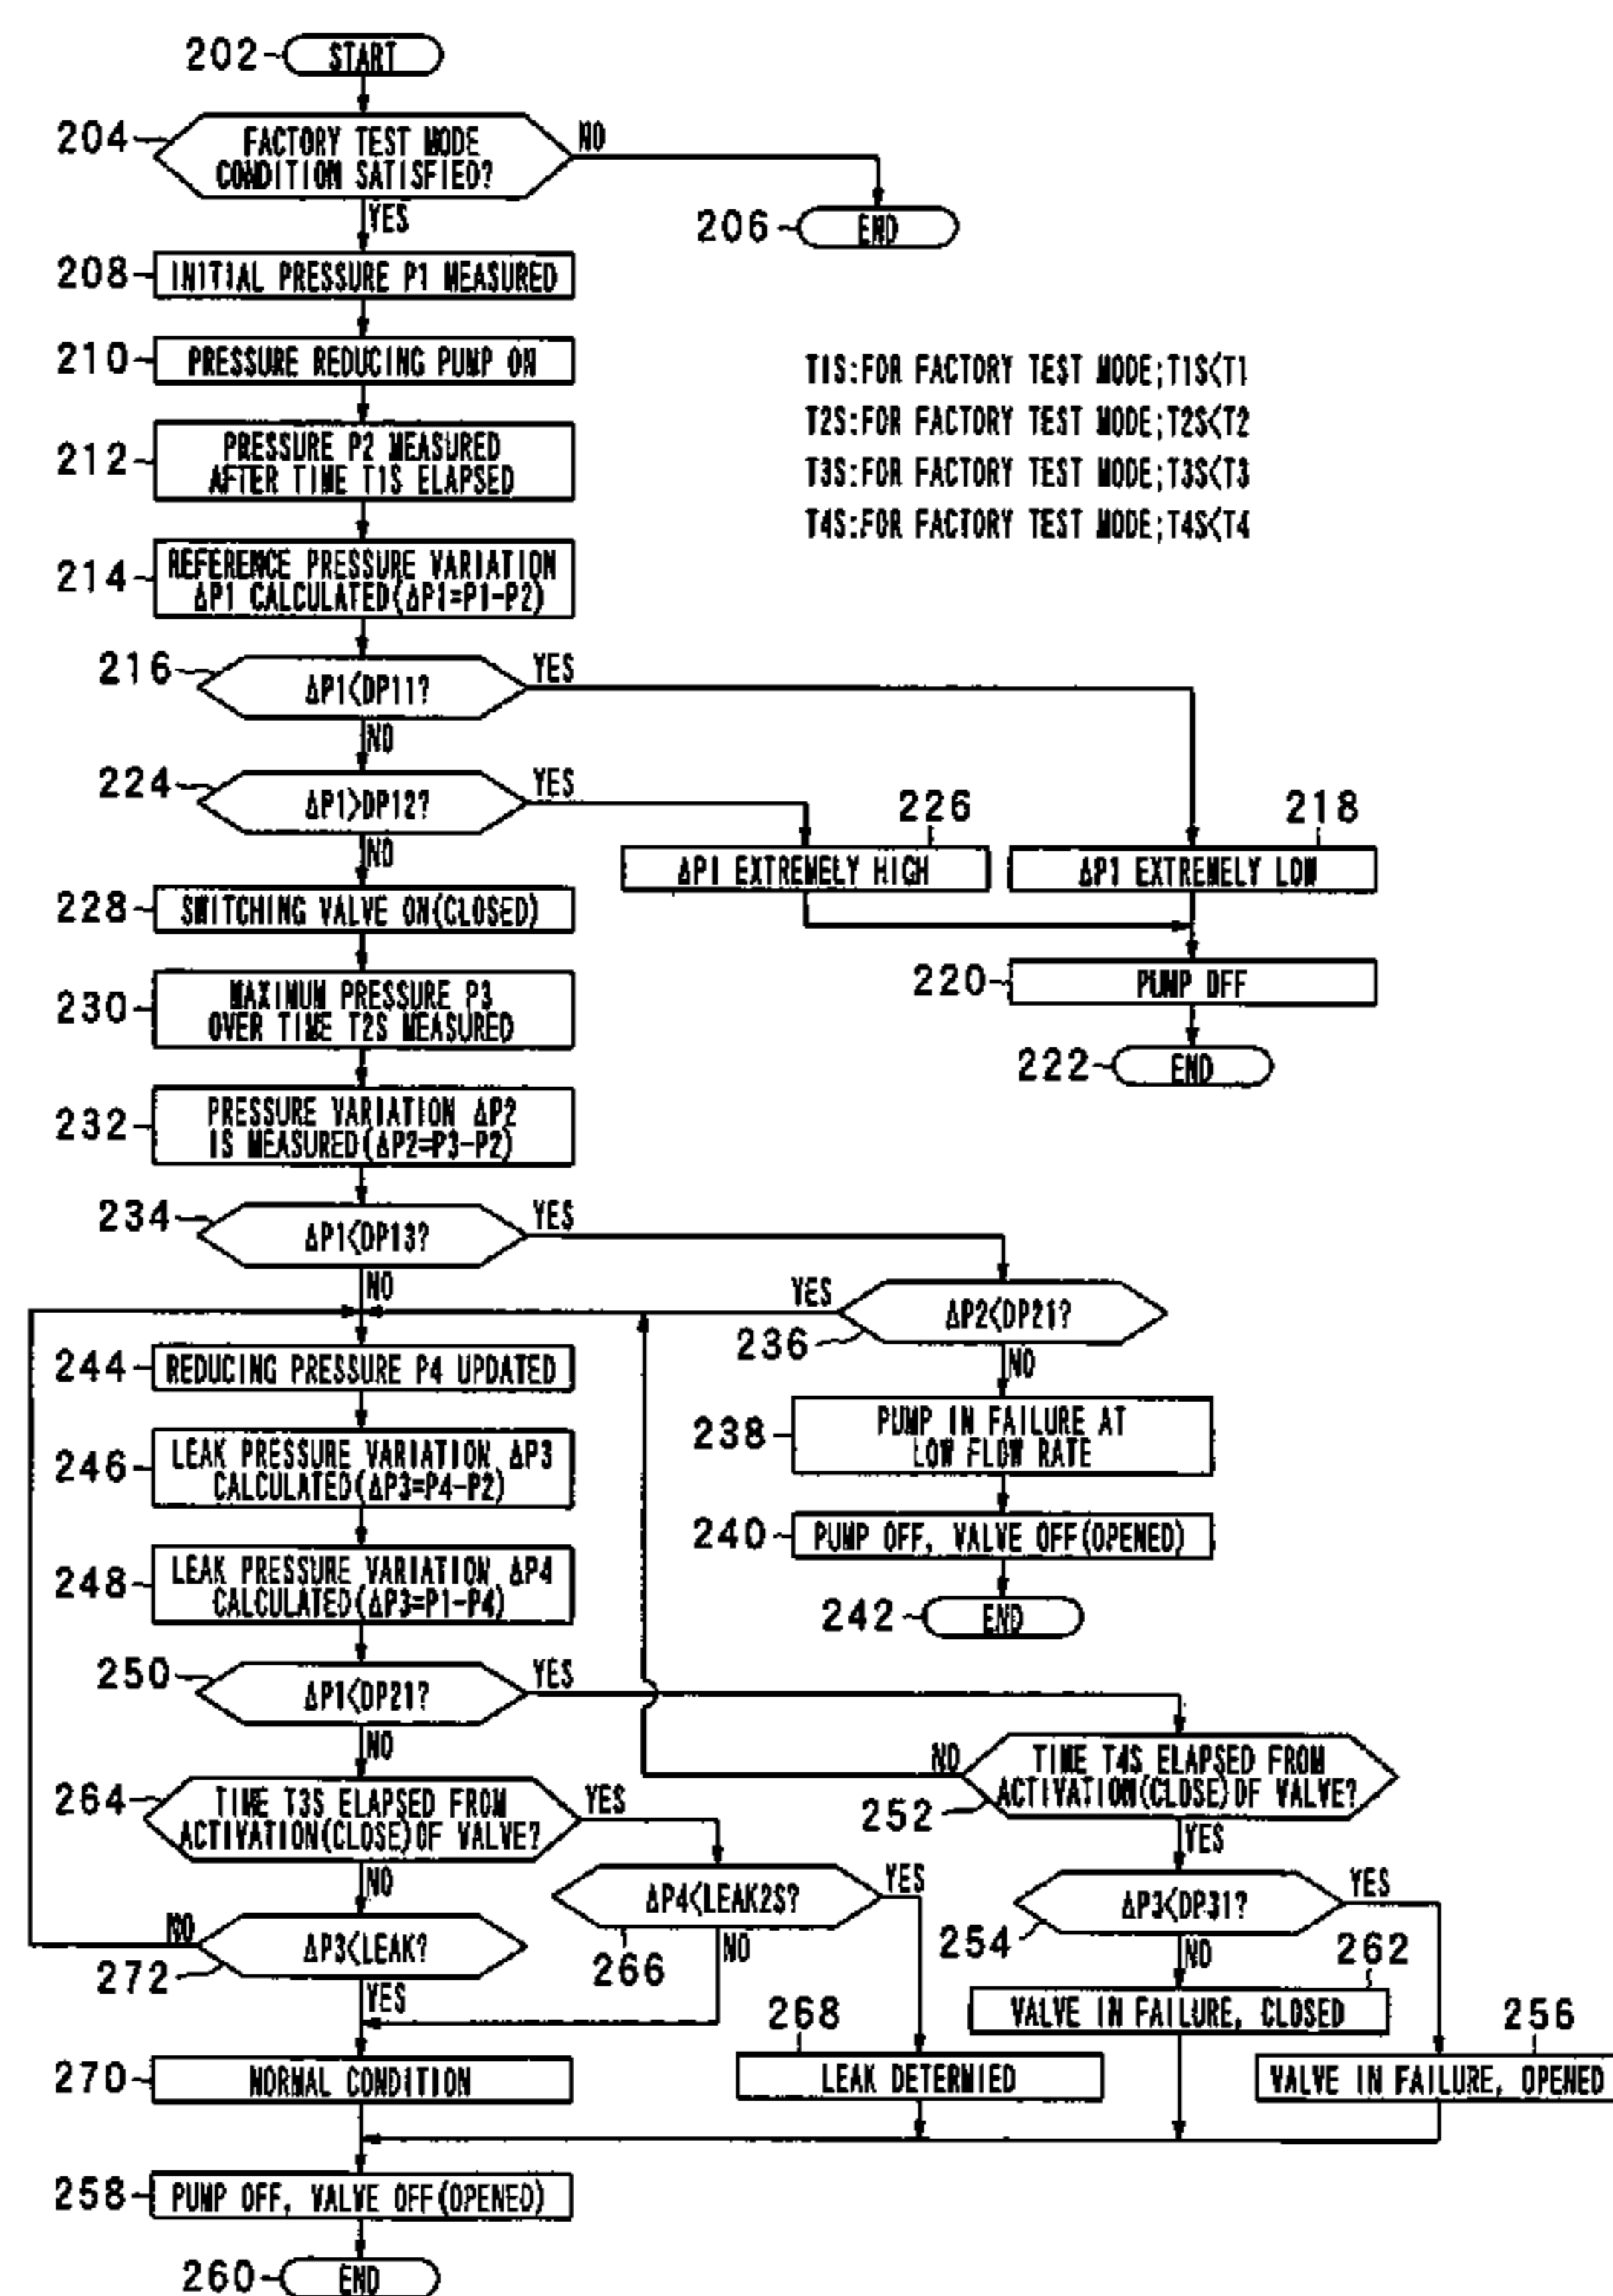 202
START
204
FACTORY TEST MODE
CONDITION SATISFIED?
NO
YES
206
END
208
INITIAL PRESSURE P1 MEASURED
210
PRESSURE REDUCING PUMP ON
T1S:FOR FACTORY TEST MODE;T1S<T1
T2S:FOR FACTORY TEST MODE;T2S<T2
T3S:FOR FACTORY TEST MODE;T3S<T3
T4S:FOR FACTORY TEST MODE;T4S<T4
212
PRESSURE P2 MEASURED
AFTER TIME T1S ELAPSED
214
REFERENCE PRESSURE VARIATION
ΔP1 CALCULATED(ΔP1=P1-P2)
216
ΔP1<DP11?
YES
NO
224
ΔP1>DP12?
YES
NO
226
ΔP1 EXTREMELY HIGH
218
ΔP1 EXTREMELY LOW
228
SWITCHING VALVE ON(CLOSED)
220
PUMP OFF
230
MAXIMUM PRESSURE P3
OVER TIME T2S MEASURED
222
END
232
PRESSURE VARIATION ΔP2
IS MEASURED(ΔP2=P3-P2)
234
ΔP1<DP13?
YES
NO
236
ΔP2<DP21?
YES
NO
244
REDUCING PRESSURE P4 UPDATED
238
PUMP IN FAILURE AT
LOW FLOW RATE
246
LEAK PRESSURE VARIATION ΔP3
CALCULATED(ΔP3=P4-P2)
240
PUMP OFF, VALVE OFF(OPENED)
248
LEAK PRESSURE VARIATION ΔP4
CALCULATED(ΔP3=P1-P4)
242
END
250
ΔP1<DP21?
YES
NO
252
TIME T4S ELAPSED FROM
ACTIVATION(CLOSE)OF VALVE?
NO
YES
264
TIME T3S ELAPSED FROM
ACTIVATION(CLOSE)OF VALVE?
YES
NO
266
ΔP4<LEAK2S?
YES
NO
254
ΔP3<DP31?
YES
NO
272
ΔP3<LEAK?
NO
YES
262
VALVE IN FAILURE, CLOSED
268
LEAK DETERMIED
256
VALVE IN FAILURE, OPENED
270
NORMAL CONDITION
258
PUMP OFF, VALVE OFF(OPENED)
260
END